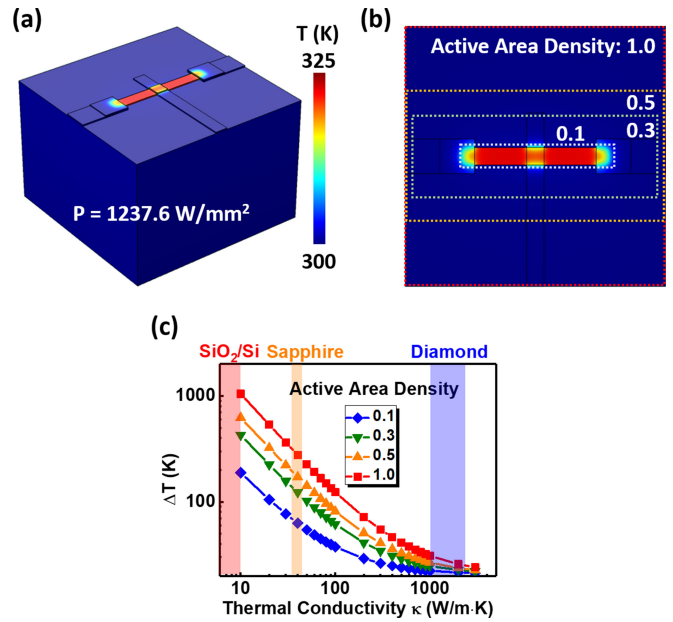 (a)
T (K)
325
300
P = 1237.6 W/mm²
(b)
Active Area Density: 1.0
0.5
0.1
0.3
(c)
SiO₂/Si
Sapphire
Diamond
Active Area Density
0.1
0.3
0.5
1.0
1000
100
ΔT (K)
10
100
1000
Thermal Conductivity κ (W/m·K)